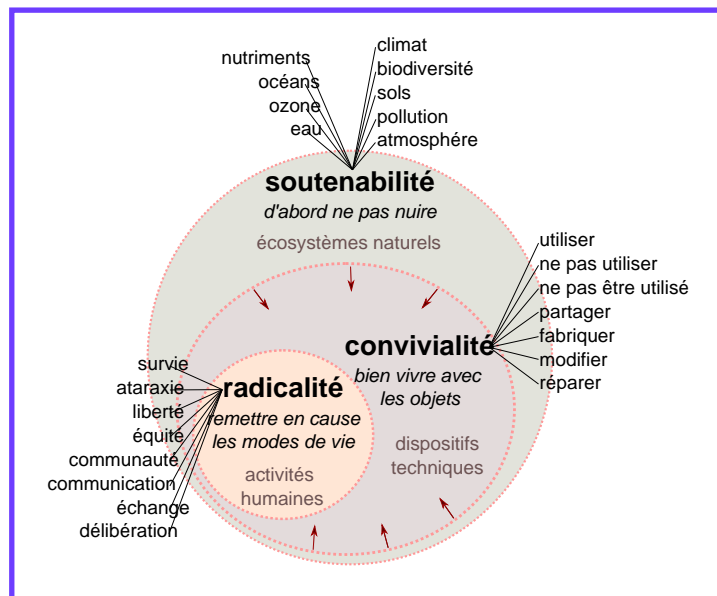 nutriments
océans
ozone
eau
climat
biodiversité
sols
pollution
atmosphére
soutenabilité
d'abord ne pas nuire
écosystèmes naturels
utiliser
ne pas utiliser
ne pas être utilisé
partager
fabriquer
modifier
réparer
convivialité
bien vivre avec
les objets
dispositifs
techniques
survie
ataraxie
liberté
équité
communauté
communication
échange
délibération
radicalité
remettre en cause
les modes de vie
activités
humaines